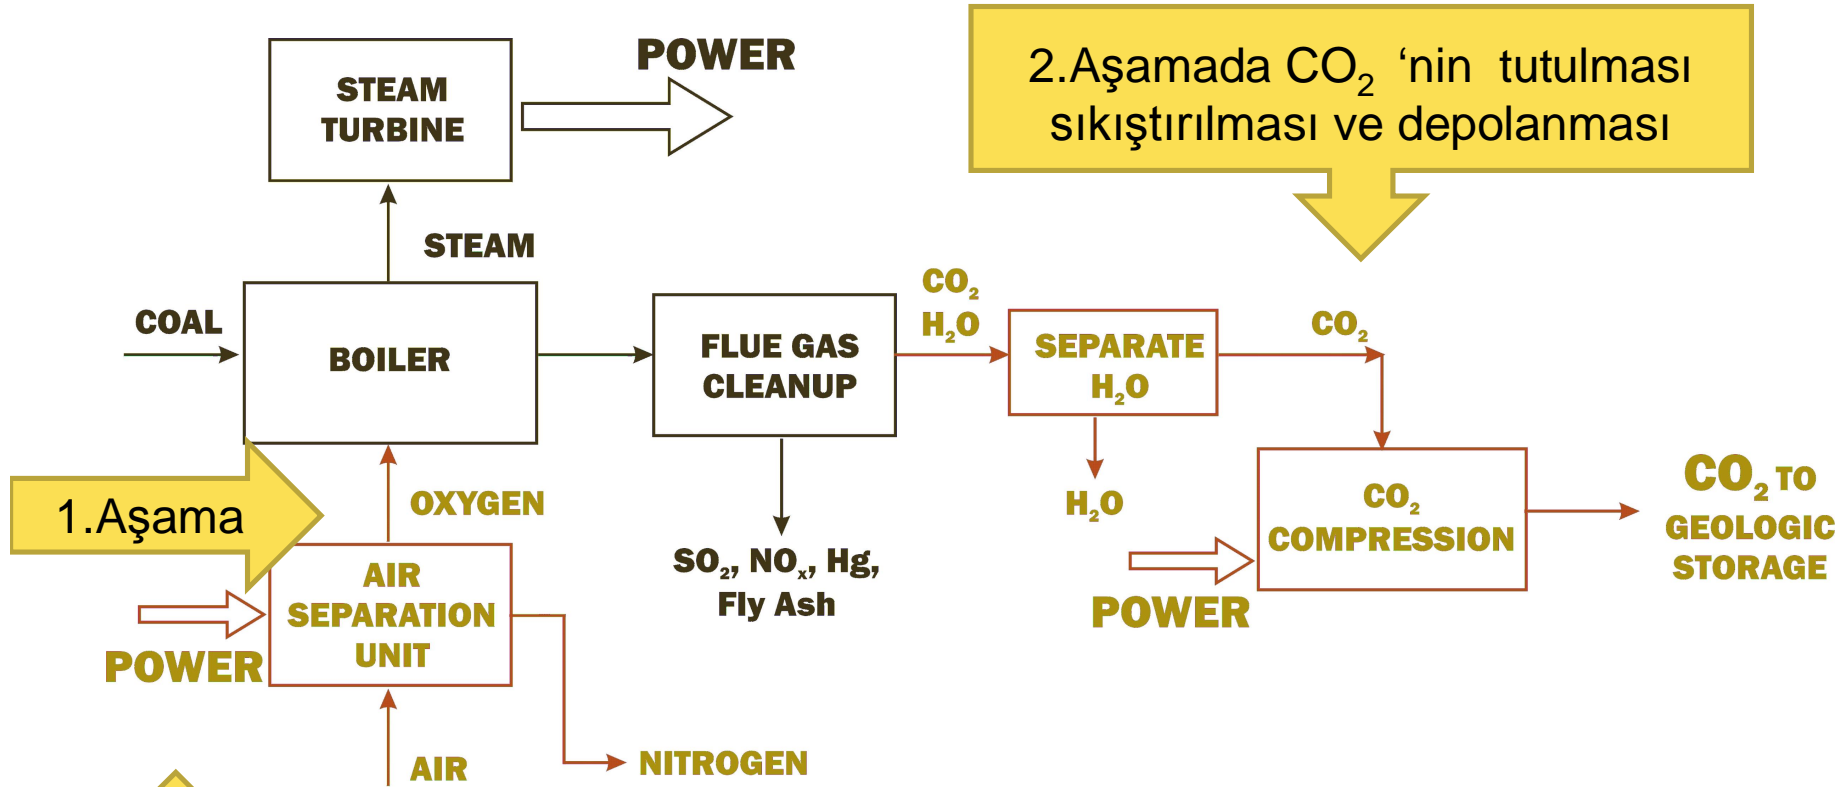 POWER
2.Aşamada CO₂ ‘nin tutulması
sıkıştırılması ve depolanması
STEAM
TURBINE
STEAM
COAL
BOILER
FLUE GAS
CLEANUP
CO₂
H₂O
SEPARATE
H₂O
CO₂
1.Aşama
OXYGEN
H₂O
CO₂
COMPRESSION
CO₂ TO
GEOLOGIC
STORAGE
SO₂, NOₓ, Hg,
Fly Ash
POWER
AIR
SEPARATION
UNIT
POWER
AIR
NITROGEN